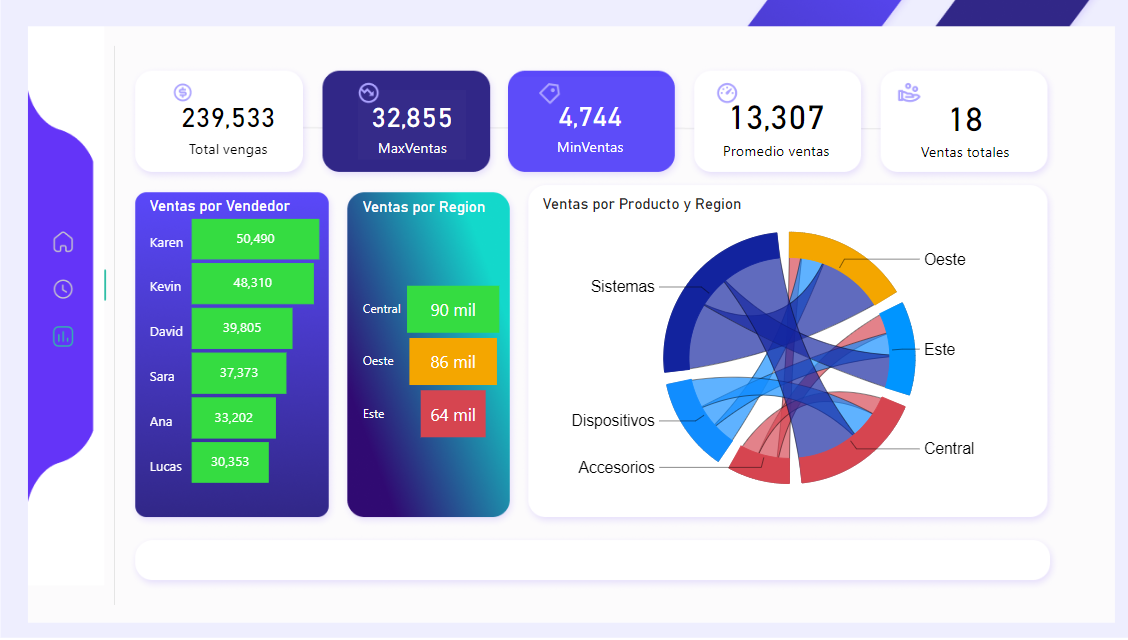 239,533
Total vengas
32,855
MaxVentas
4,744
MinVentas
13,307
Promedio ventas
18
Ventas totales
Ventas por Vendedor
Karen 50,490
Kevin 48,310
David 39,805
Sara 37,373
Ana 33,202
Lucas 30,353
Ventas por Region
Central 90 mil
Oeste 86 mil
Este 64 mil
Ventas por Producto y Region
Oeste
Sistemas
Este
Dispositivos
Central
Accesorios